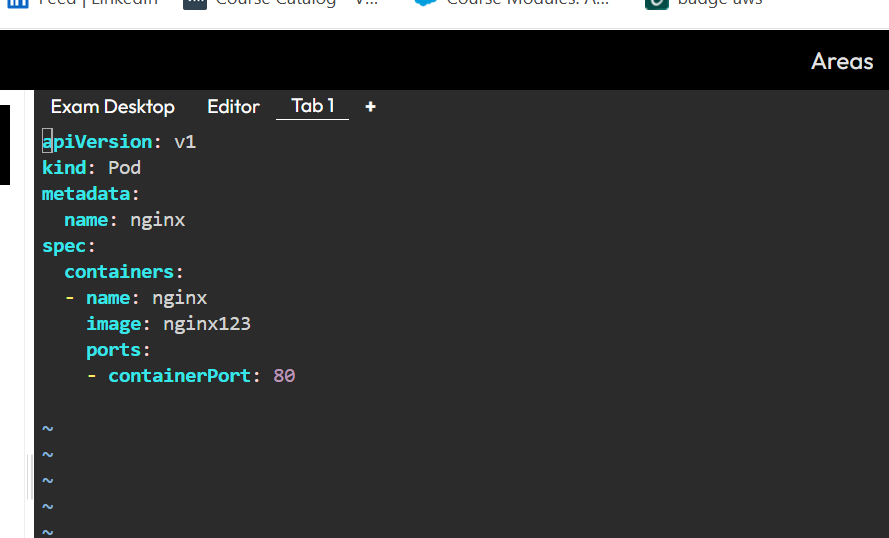 Feed | LinkedIn Course Catalog - V... Course Modules: A... badge aws
Areas
Exam Desktop Editor Tab 1 +
apiVersion: v1
kind: Pod
metadata:
  name: nginx
spec:
  containers:
  - name: nginx
    image: nginx123
    ports:
    - containerPort: 80
~
~
~
~
~